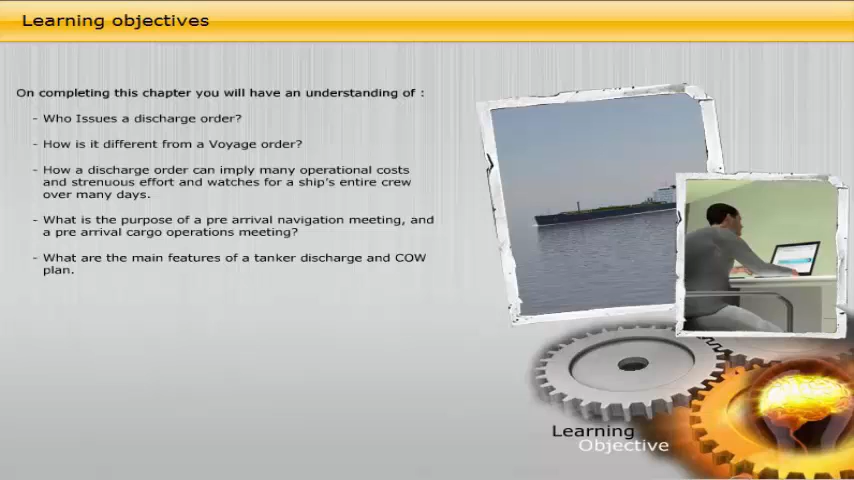 Learning objectives
On completing this chapter you will have an understanding of :
- Who Issues a discharge order?
- How is it different from a Voyage order?
- How a discharge order can imply many operational costs
and strenuous effort and watches for a ship's entire crew
over many days.
- What is the purpose of a pre arrival navigation meeting, and
a pre arrival cargo operations meeting?
- What are the main features of a tanker discharge and COW
plan.
Learning
Objective